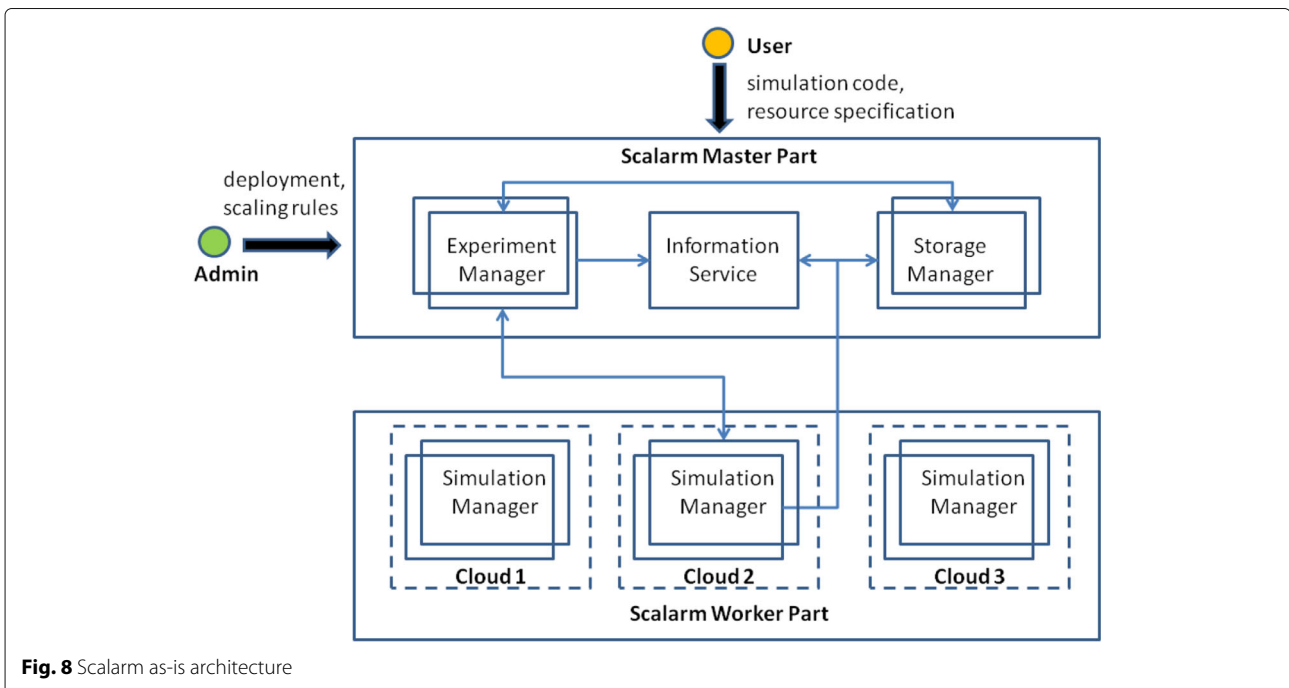 User
simulation code,
resource specification
Scalarm Master Part
deployment,
scaling rules
Admin
Experiment
Manager
Information
Service
Storage
Manager
Simulation
Manager
Cloud 1
Simulation
Manager
Cloud 2
Simulation
Manager
Cloud 3
Scalarm Worker Part
Fig. 8 Scalarm as-is architecture